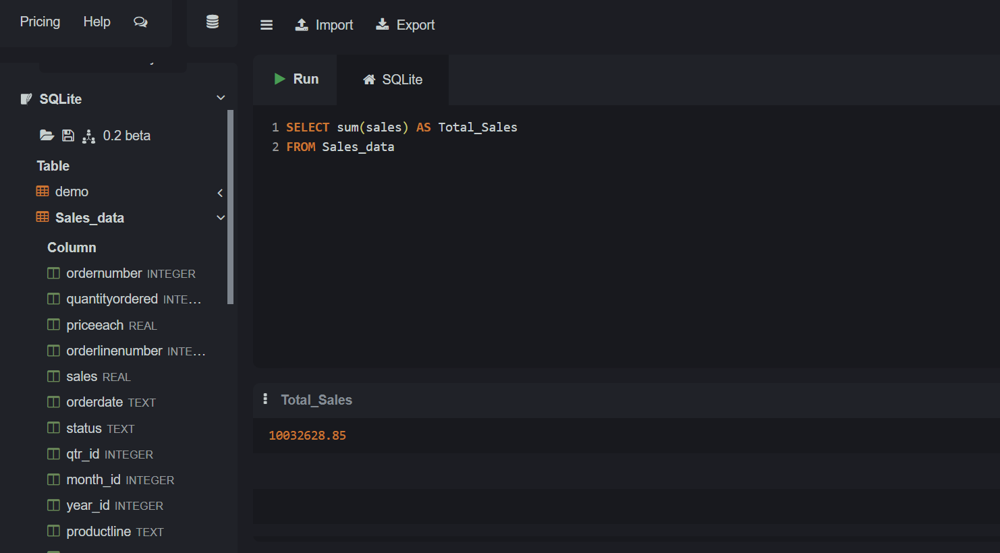 Pricing Help
Import Export
SQLite
0.2 beta
Table
demo
Sales_data
Column
ordernumber INTEGER
quantityordered INTE...
priceeach REAL
orderlinenumber INTE...
sales REAL
orderdate TEXT
status TEXT
qtr_id INTEGER
month_id INTEGER
year_id INTEGER
productline TEXT
Run SQLite
1 SELECT sum(sales) AS Total_Sales
2 FROM Sales_data
Total_Sales
10032628.85